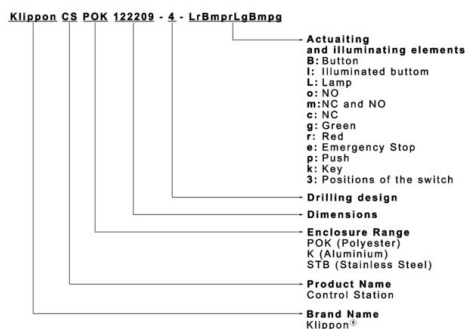 Klippon CS POK 122209 - 4 - LrBmprLgBmpg
Actuaiting
and illuminating elements
B: Button
I: Illuminated buttom
L: Lamp
o: NO
m:NC and NO
c: NC
g: Green
r: Red
e: Emergency Stop
p: Push
k: Key
3: Positions of the switch
Drilling design
Dimensions
Enclosure Range
POK (Polyester)
K (Aluminium)
STB (Stainless Steel)
Product Name
Control Station
Brand Name
Klippon®